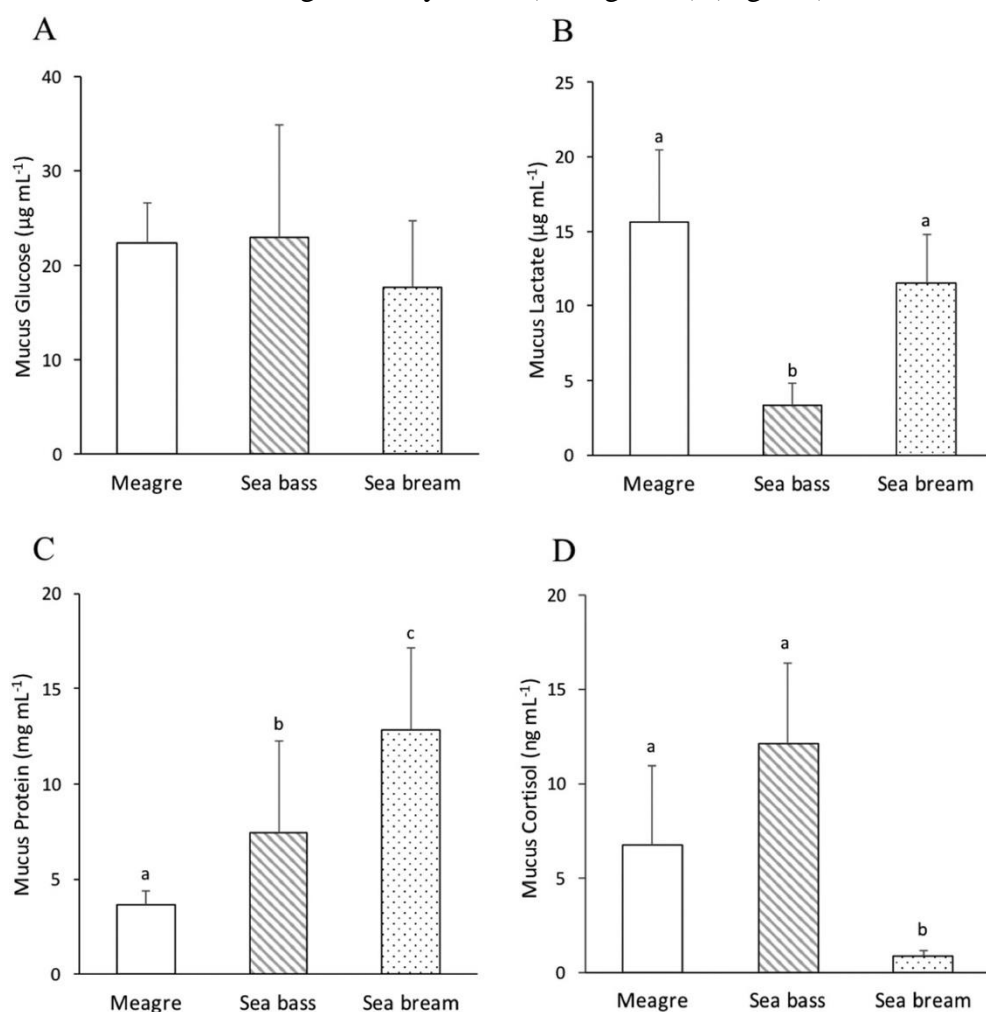 A
Mucus Glucose (µg mL-1)
40
30
20
10
0
Meagre Sea bass Sea bream
B
Mucus Lactate (µg mL-1)
25
20
15
10
5
0
a
b
a
Meagre Sea bass Sea bream
C
Mucus Protein (mg mL-1)
20
15
10
5
0
a
b
c
Meagre Sea bass Sea bream
D
Mucus Cortisol (ng mL-1)
20
15
10
5
0
a
a
b
Meagre Sea bass Sea bream